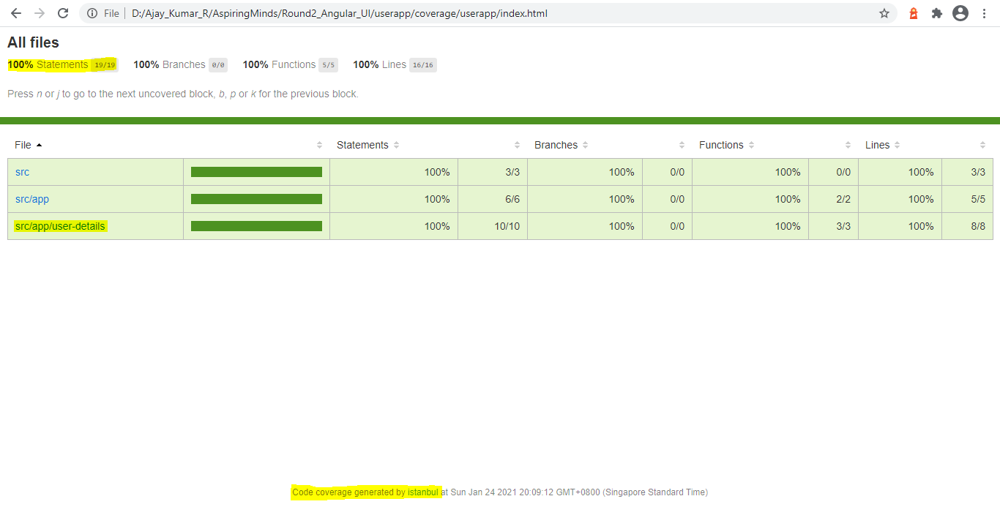 File D:/Ajay_Kumar_R/AspiringMinds/Round2_Angular_UI/userapp/coverage/userapp/index.html
All files
100% Statements 19/19 100% Branches 0/0 100% Functions 5/5 100% Lines 16/16
Press n or j to go to the next uncovered block, b, p or k for the previous block.
File Statements Branches Functions Lines
src 100% 3/3 100% 0/0 100% 0/0 100% 3/3
src/app 100% 6/6 100% 0/0 100% 2/2 100% 5/5
src/app/user-details 100% 10/10 100% 0/0 100% 3/3 100% 8/8
Code coverage generated by istanbul at Sun Jan 24 2021 20:09:12 GMT+0800 (Singapore Standard Time)